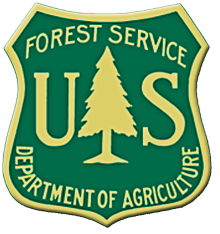 FOREST SERVICE
U S
DEPARTMENT OF AGRICULTURE